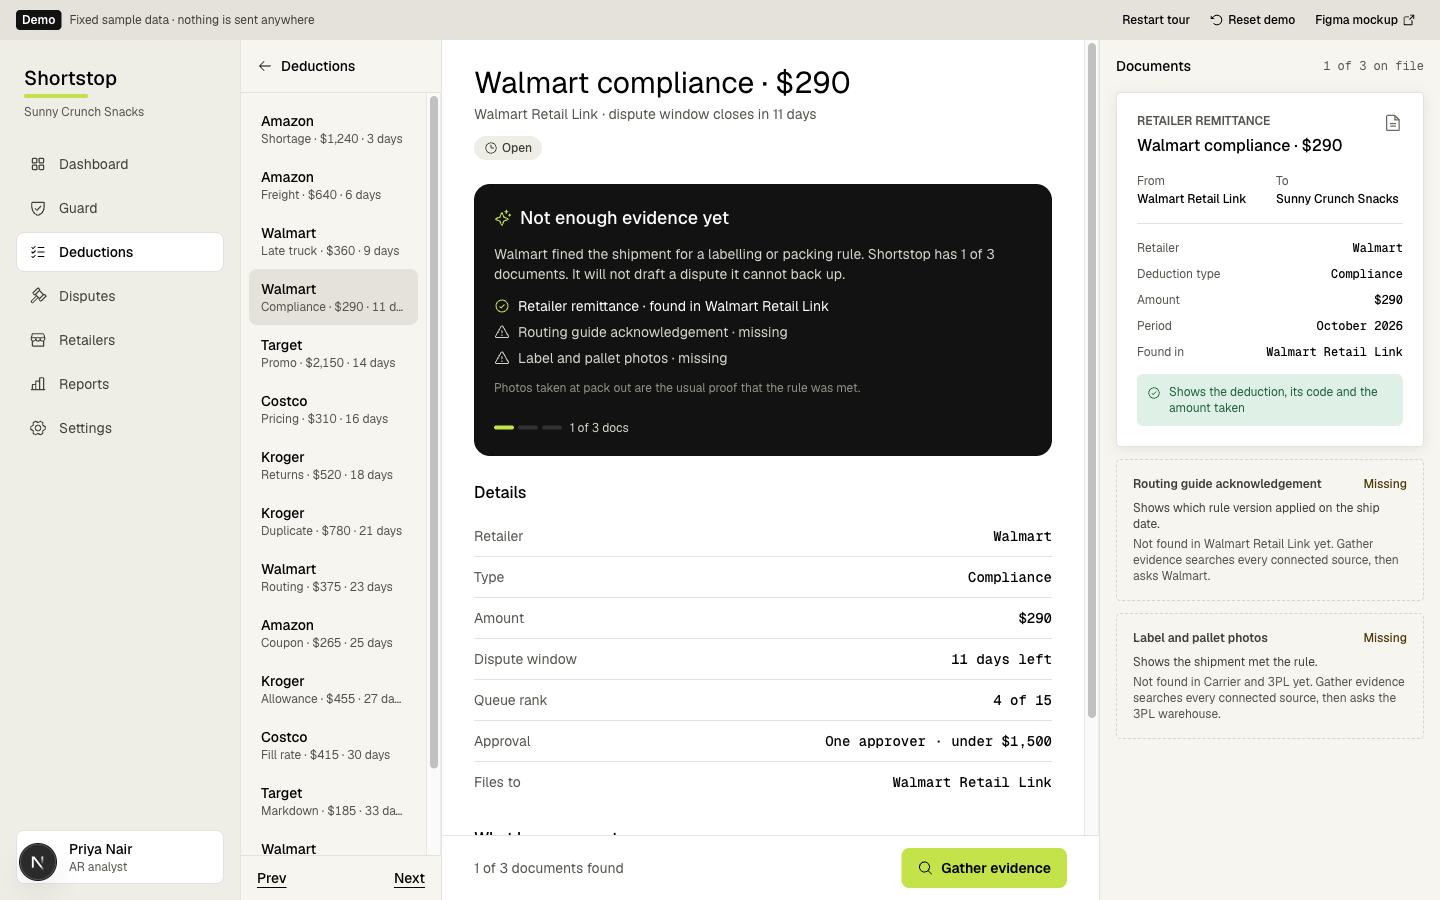 Demo
Fixed sample data · nothing is sent anywhere
Restart tour
Reset demo
Figma mockup
Shortstop
Sunny Crunch Snacks
Dashboard
Guard
Deductions
Disputes
Retailers
Reports
Settings
N
Priya Nair
AR analyst
Deductions
Amazon
Shortage · $1,240 · 3 days
Amazon
Freight · $640 · 6 days
Walmart
Late truck · $360 · 9 days
Walmart
Compliance · $290 · 11 d...
Target
Promo · $2,150 · 14 days
Costco
Pricing · $310 · 16 days
Kroger
Returns · $520 · 18 days
Kroger
Duplicate · $780 · 21 days
Walmart
Routing · $375 · 23 days
Amazon
Coupon · $265 · 25 days
Kroger
Allowance · $455 · 27 da...
Costco
Fill rate · $415 · 30 days
Target
Markdown · $185 · 33 da...
Walmart
Prev
Next
Walmart compliance · $290
Walmart Retail Link · dispute window closes in 11 days
Open
Not enough evidence yet
Walmart fined the shipment for a labelling or packing rule. Shortstop has 1 of 3
documents. It will not draft a dispute it cannot back up.
Retailer remittance · found in Walmart Retail Link
Routing guide acknowledgement · missing
Label and pallet photos · missing
Photos taken at pack out are the usual proof that the rule was met.
1 of 3 docs
Details
Retailer Walmart
Type Compliance
Amount $290
Dispute window 11 days left
Queue rank 4 of 15
Approval One approver · under $1,500
Files to Walmart Retail Link
1 of 3 documents found
Gather evidence
Documents
1 of 3 on file
RETAILER REMITTANCE
Walmart compliance · $290
From To
Walmart Retail Link Sunny Crunch Snacks
Retailer Walmart
Deduction type Compliance
Amount $290
Period October 2026
Found in Walmart Retail Link
Shows the deduction, its code and the
amount taken
Routing guide acknowledgement Missing
Shows which rule version applied on the ship
date.
Not found in Walmart Retail Link yet. Gather
evidence searches every connected source, then
asks Walmart.
Label and pallet photos Missing
Shows the shipment met the rule.
Not found in Carrier and 3PL yet. Gather evidence
searches every connected source, then asks the
3PL warehouse.